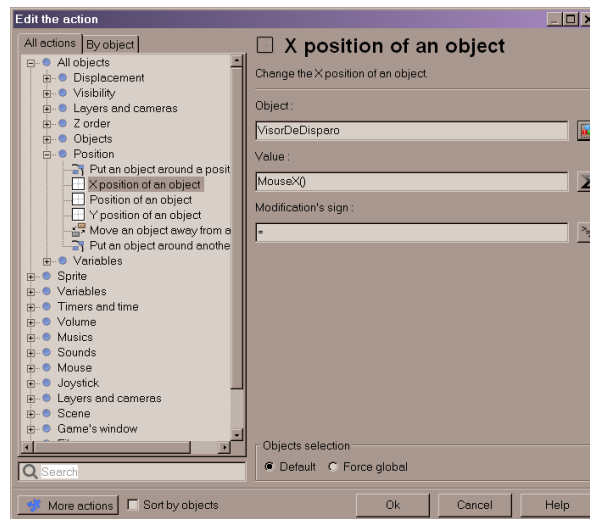 Edit the action
All actions
By object
All objects
Displacement
Visibility
Layers and cameras
Z order
Objects
Position
Put an object around a posit
X position of an object
Position of an object
Y position of an object
Move an object away from a
Put an object around anothe
Variables
Sprite
Variables
Timers and time
Volume
Musics
Sounds
Mouse
Joystick
Layers and cameras
Scene
Game's window
Search
More actions
Sort by objects
X position of an object
Change the X position of an object.
Object :
VisorDeDisparo
Value :
MouseX()
Modification's sign :
=
Objects selection
Default
Force global
Ok
Cancel
Help